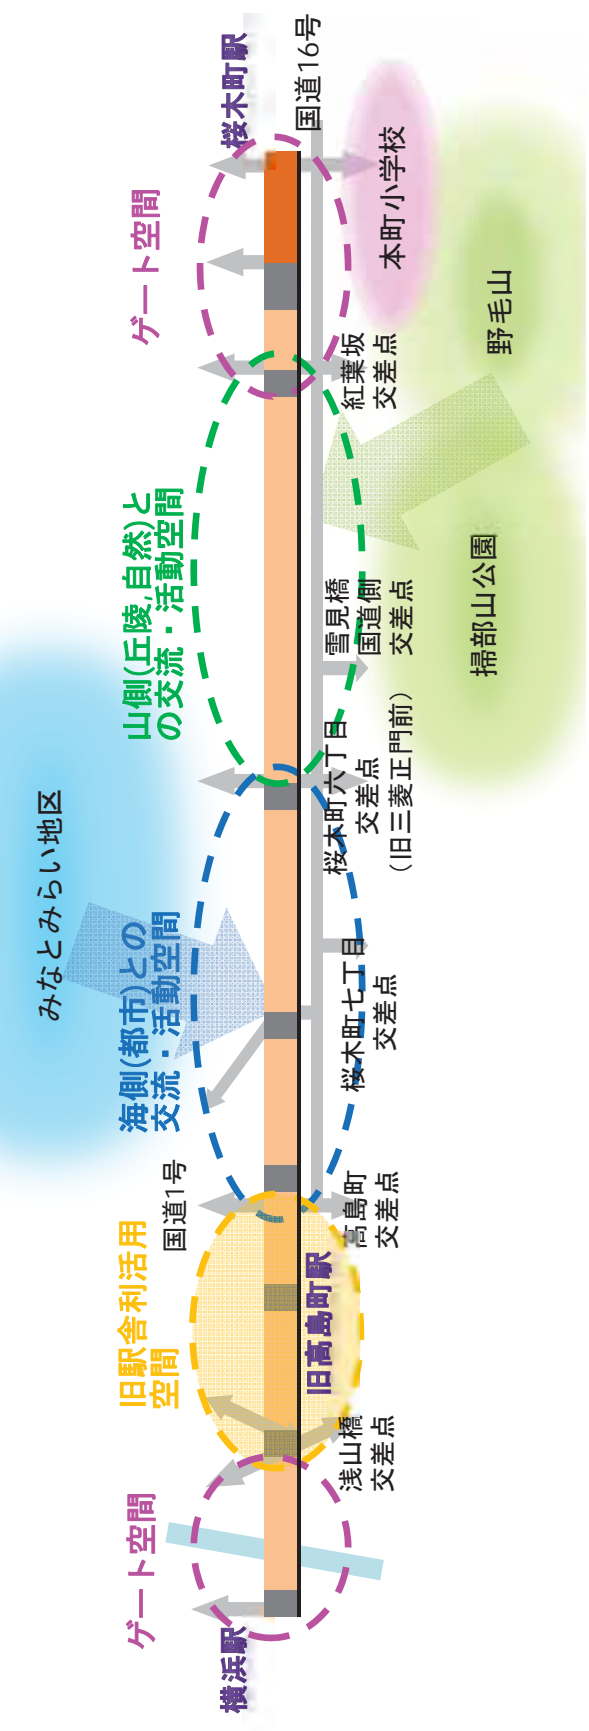 横浜駅
ゲート空間
旧駅舎利活用
空間
国道1号
海側(都市)との
交流・活動空間
みなとみらい地区
山側(丘陵,自然)と
の交流・活動空間
ゲート空間
桜木町駅
国道16号
浅山橋
交差点
旧高島町駅
高島町
交差点
桜木町七丁目
交差点
桜木町六丁目
交差点
(旧三菱正門前)
雪見橋
国道側
交差点
紅葉坂
交差点
本町小学校
掃部山公園
野毛山